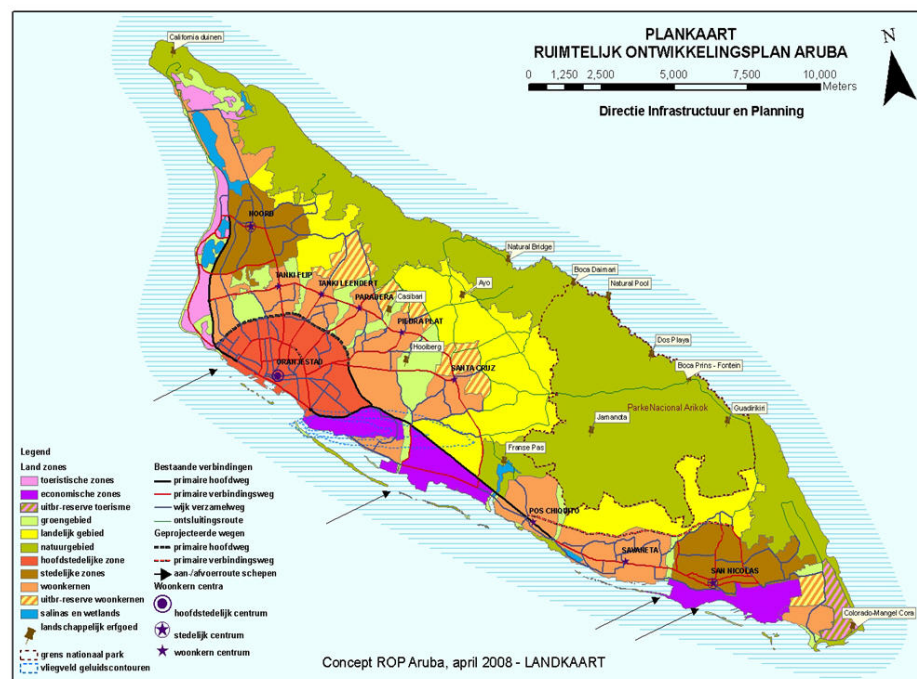 PLANKAART
RUIMTELIJK ONTWIKKELINGSPLAN ARUBA
0 1,250 2,500 5,000 7,500 10,000
Meters
Directie Infrastructuur en Planning
N
California duinen
NOORD
TANKI FLIP
TANKI LEENDERT
PARADERA
Casibari
Ayo
Natural Bridge
Boca Daimari
Natural Pool
PIEDRA PLAT
Hooiberg
ORANJESTAD
SANTA CRUZ
Dos Playa
Boca Prins - Fontein
Parke Nacional Arikok
Guadirikiri
Jamanota
Franse Pas
POS CHIQUITO
SAVANETA
SAN NICOLAS
Colorado-Mangel Cora
Legend
Land zones
toeristische zones
economische zones
uitbr-reserve toerisme
groengebied
landelijk gebied
natuurgebied
hoofdstedelijke zone
stedelijke zones
woonkern
uitbr-reserve woonkernen
salinas en wetlands
landschappelijk erfgoed
grens nationaal park
vliegveld geluidscontouren
Bestaande verbindingen
primaire hoofdweg
primaire verbindingsweg
wijk verzamelweg
ontsluitingsroute
Geprojecteerde wegen
primaire hoofdweg
primaire verbindingsweg
aan-/afvoerroute schepen
Woonkern centra
hoofdstedelijk centrum
stedelijk centrum
woonkern centrum
Concept ROP Aruba, april 2008 - LANDKAART